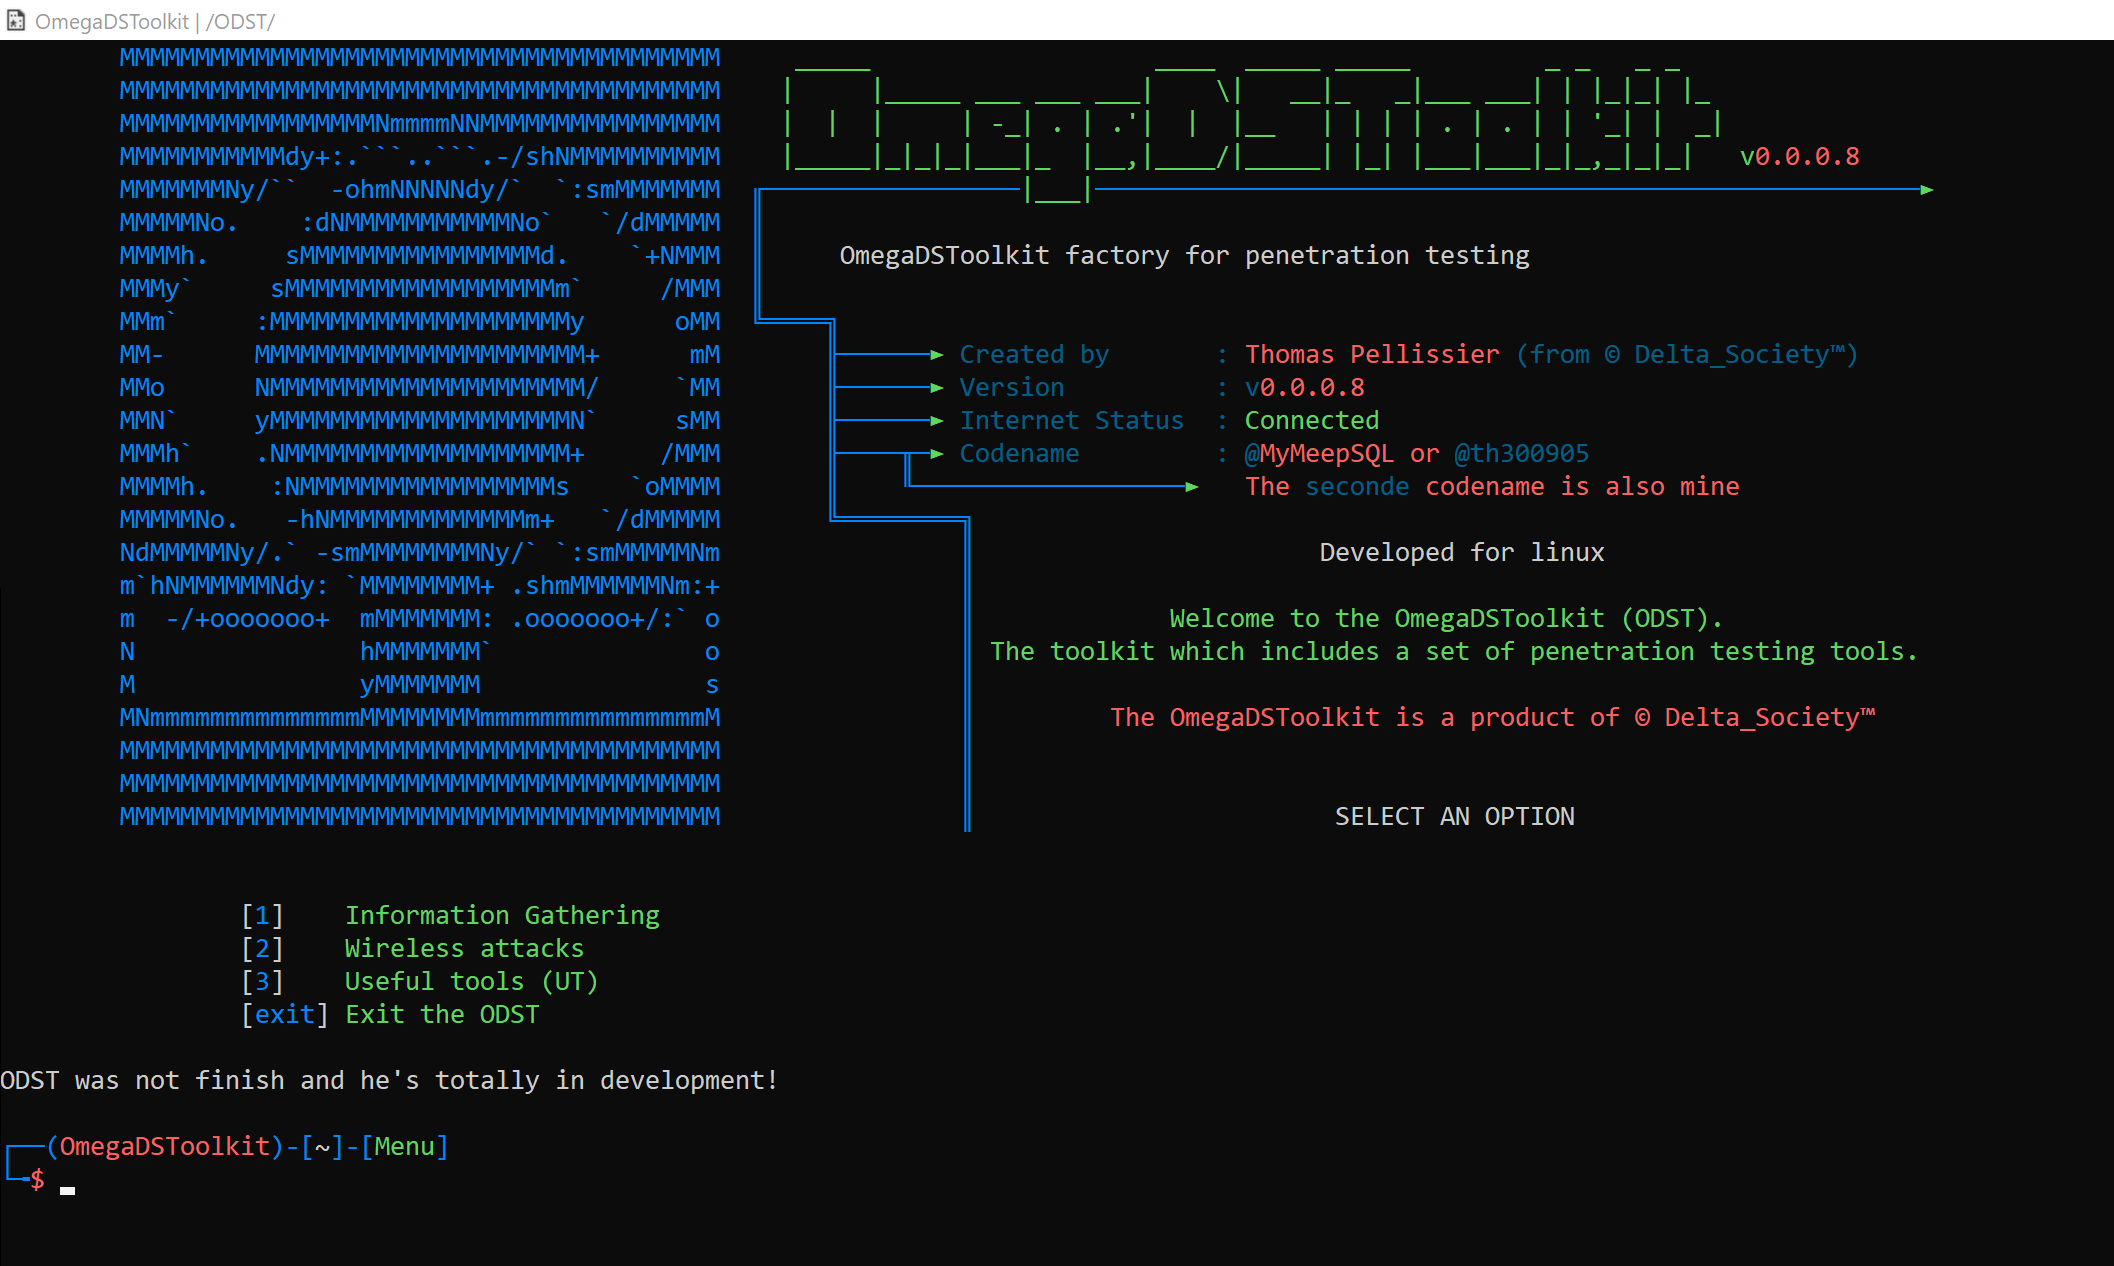 OmegaDSToolkit | /ODST/
OmegaDSToolkit v0.0.0.8
OmegaDSToolkit factory for penetration testing
Created by : Thomas Pellissier (from © Delta_Society™)
Version : v0.0.0.8
Internet Status : Connected
Codename : @MyMeepSQL or @th300905
The seconde codename is also mine
Developed for linux
Welcome to the OmegaDSToolkit (ODST).
The toolkit which includes a set of penetration testing tools.
The OmegaDSToolkit is a product of © Delta_Society™
SELECT AN OPTION
[1] Information Gathering
[2] Wireless attacks
[3] Useful tools (UT)
[exit] Exit the ODST
ODST was not finish and he's totally in development!
(OmegaDSToolkit)-[~]-[Menu]
$